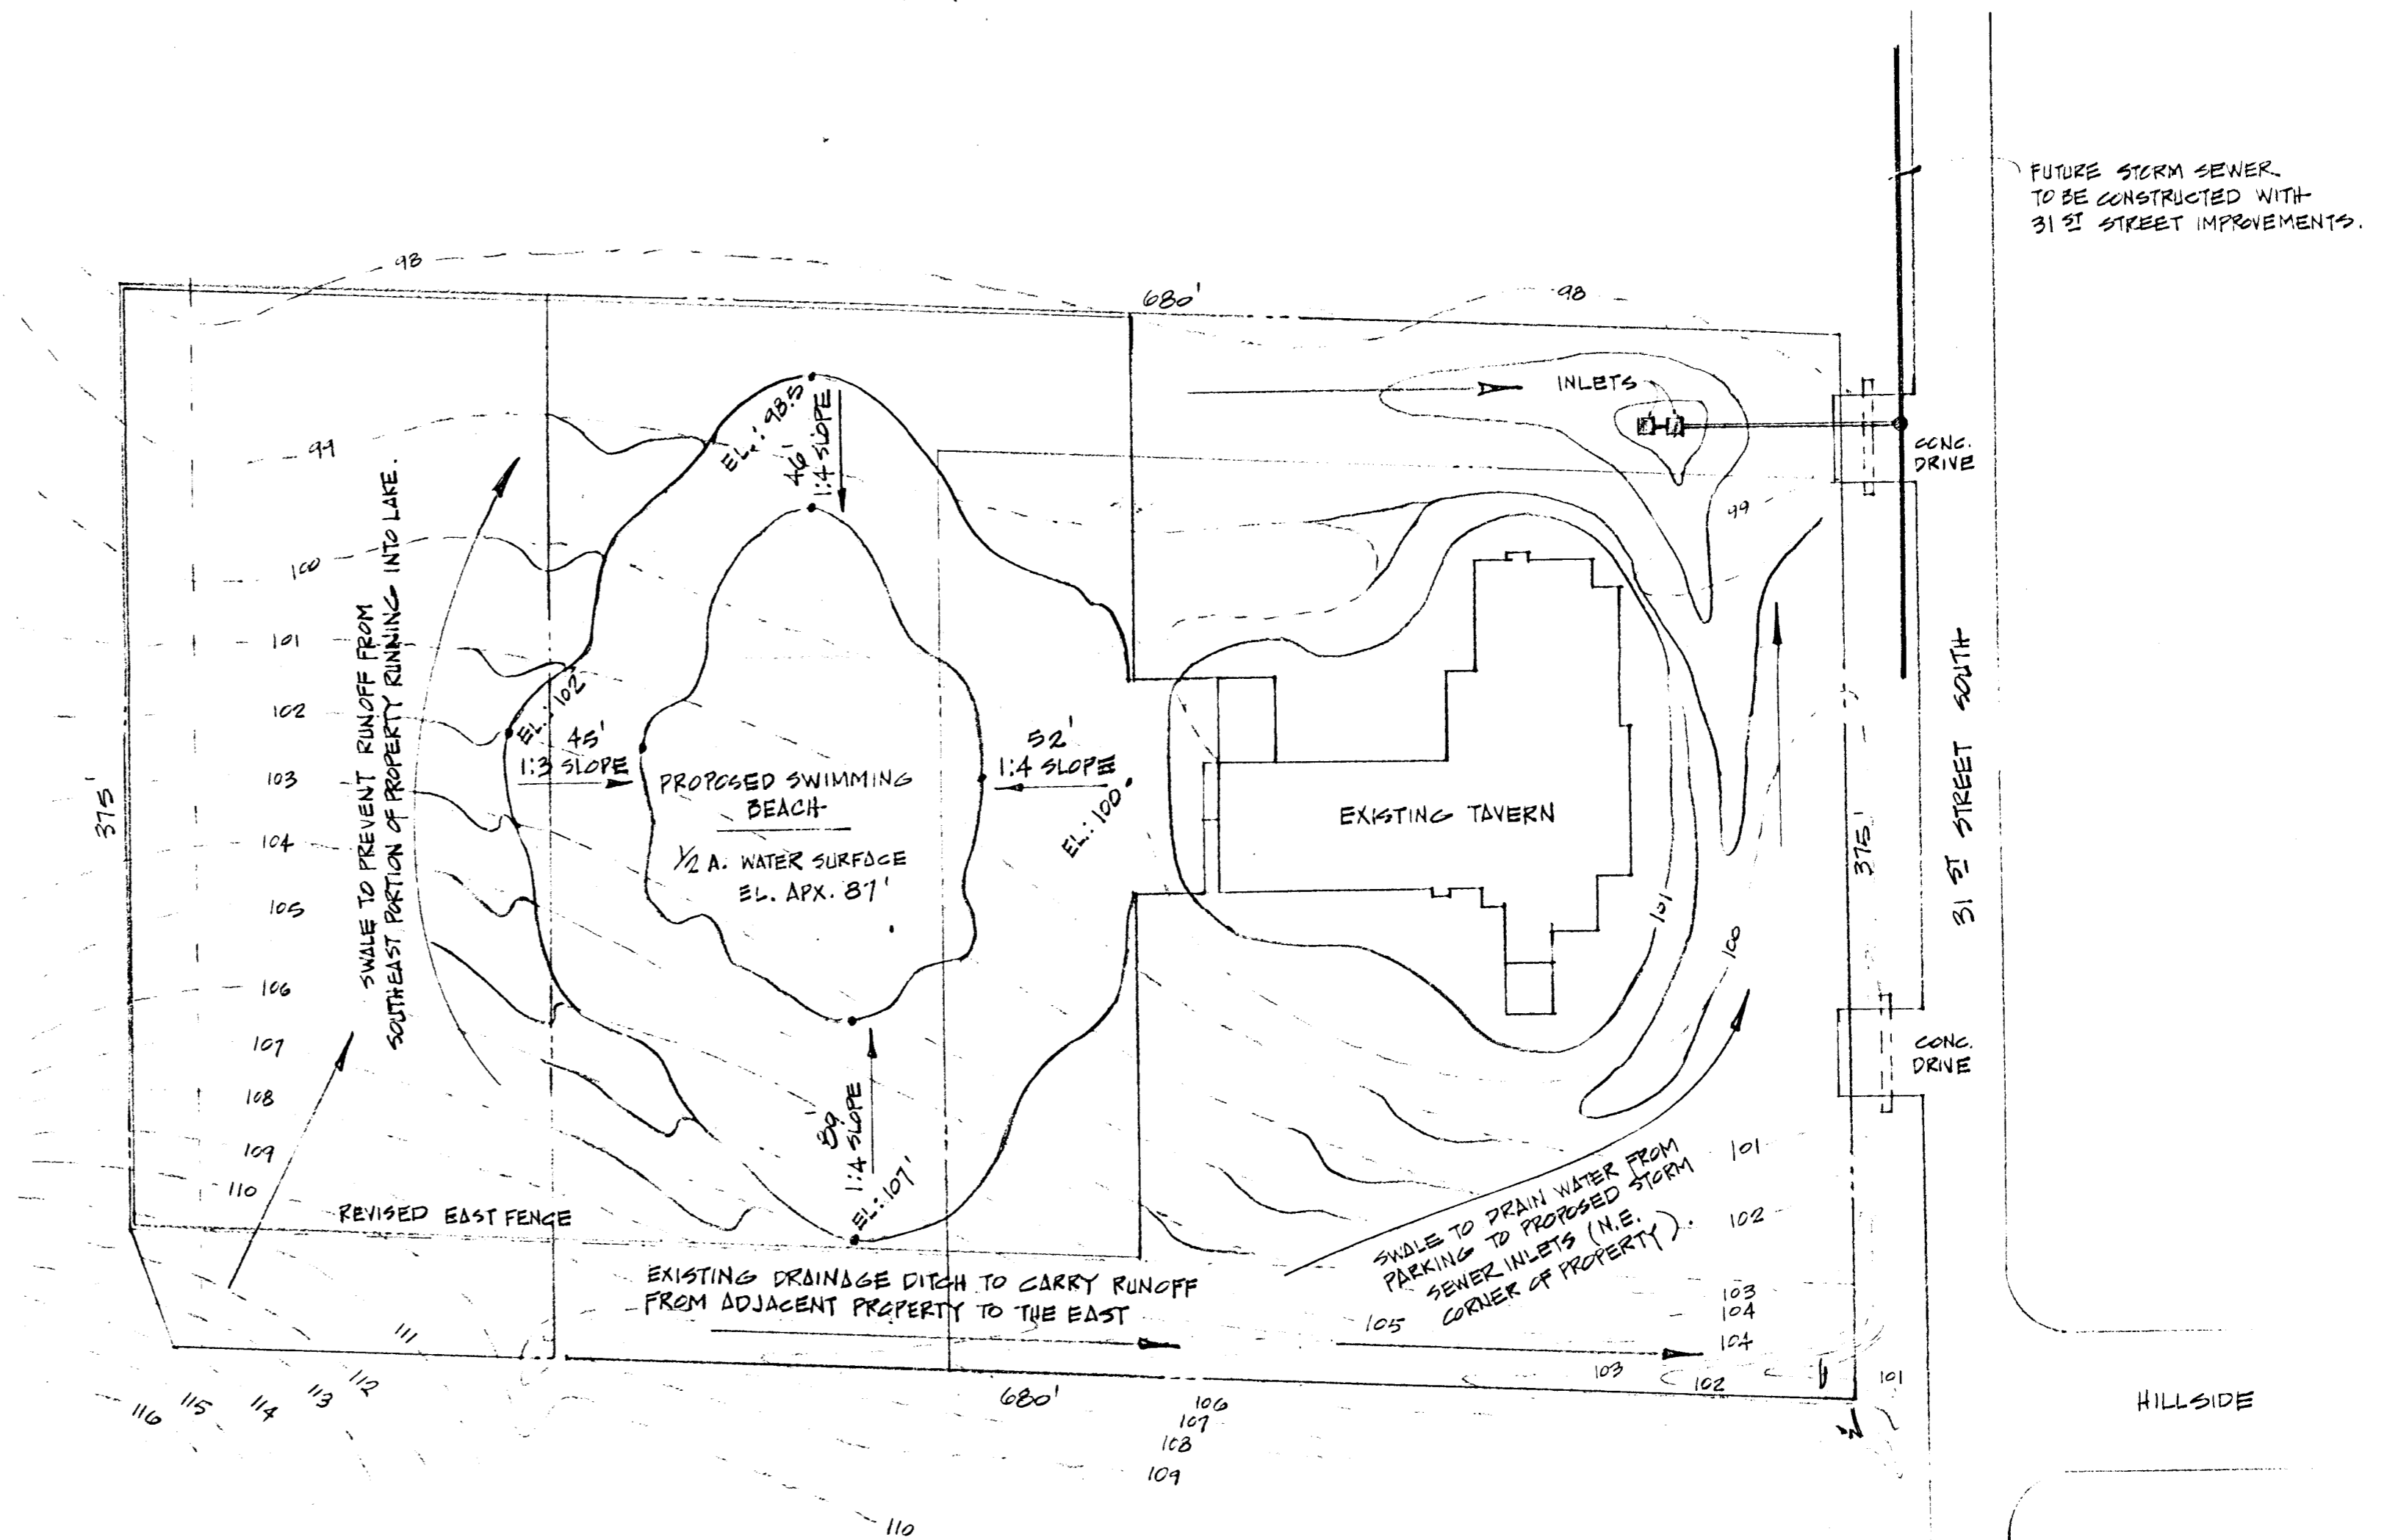 FUTURE STORM SEWER
TO BE CONSTRUCTED WITH
31 ST STREET IMPROVEMENTS.
98
680'
98
INLETS
CONC.
DRIVE
EL.: 98.5
46'
1:4 SLOPE
99
99
100
101
102
103
104
105
106
107
108
109
110
SWALE TO PREVENT RUNOFF FROM
SOUTHEAST PORTION OF PROPERTY RUNNING INTO LAKE.
375'
EL.: 102'
45'
1:3 SLOPE
PROPOSED SWIMMING
BEACH
1/2 A. WATER SURFACE
EL. APX. 87'
52'
1:4 SLOPE
EL.: 100'
EXISTING TAVERN
101
100
375'
31 ST STREET SOUTH
CONC.
DRIVE
89'
1:4 SLOPE
EL.: 107'
REVISED EAST FENCE
EXISTING DRAINAGE DITCH TO CARRY RUNOFF
FROM ADJACENT PROPERTY TO THE EAST
SWALE TO DRAIN WATER FROM
PARKING TO PROPOSED STORM
SEWER INLETS (N.E.
CORNER OF PROPERTY).
101
102
103
104
104
105
103
102
101
111
112
113
114
115
116
680'
106
107
108
109
110
HILLSIDE